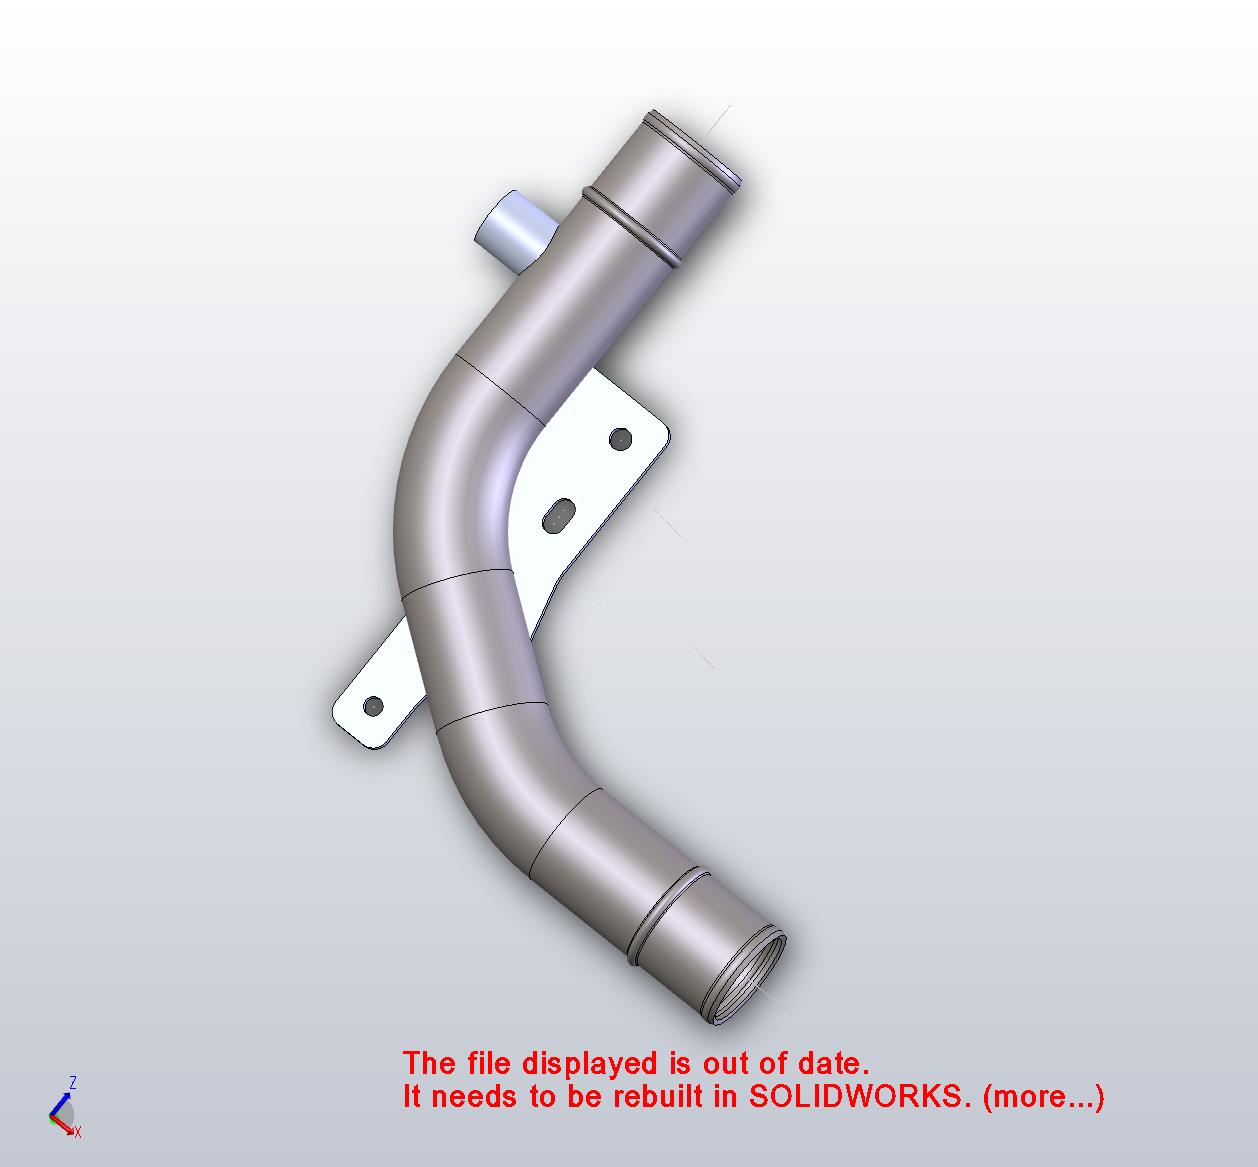 The file displayed is out of date.
It needs to be rebuilt in SOLIDWORKS. (more...)
Z
X